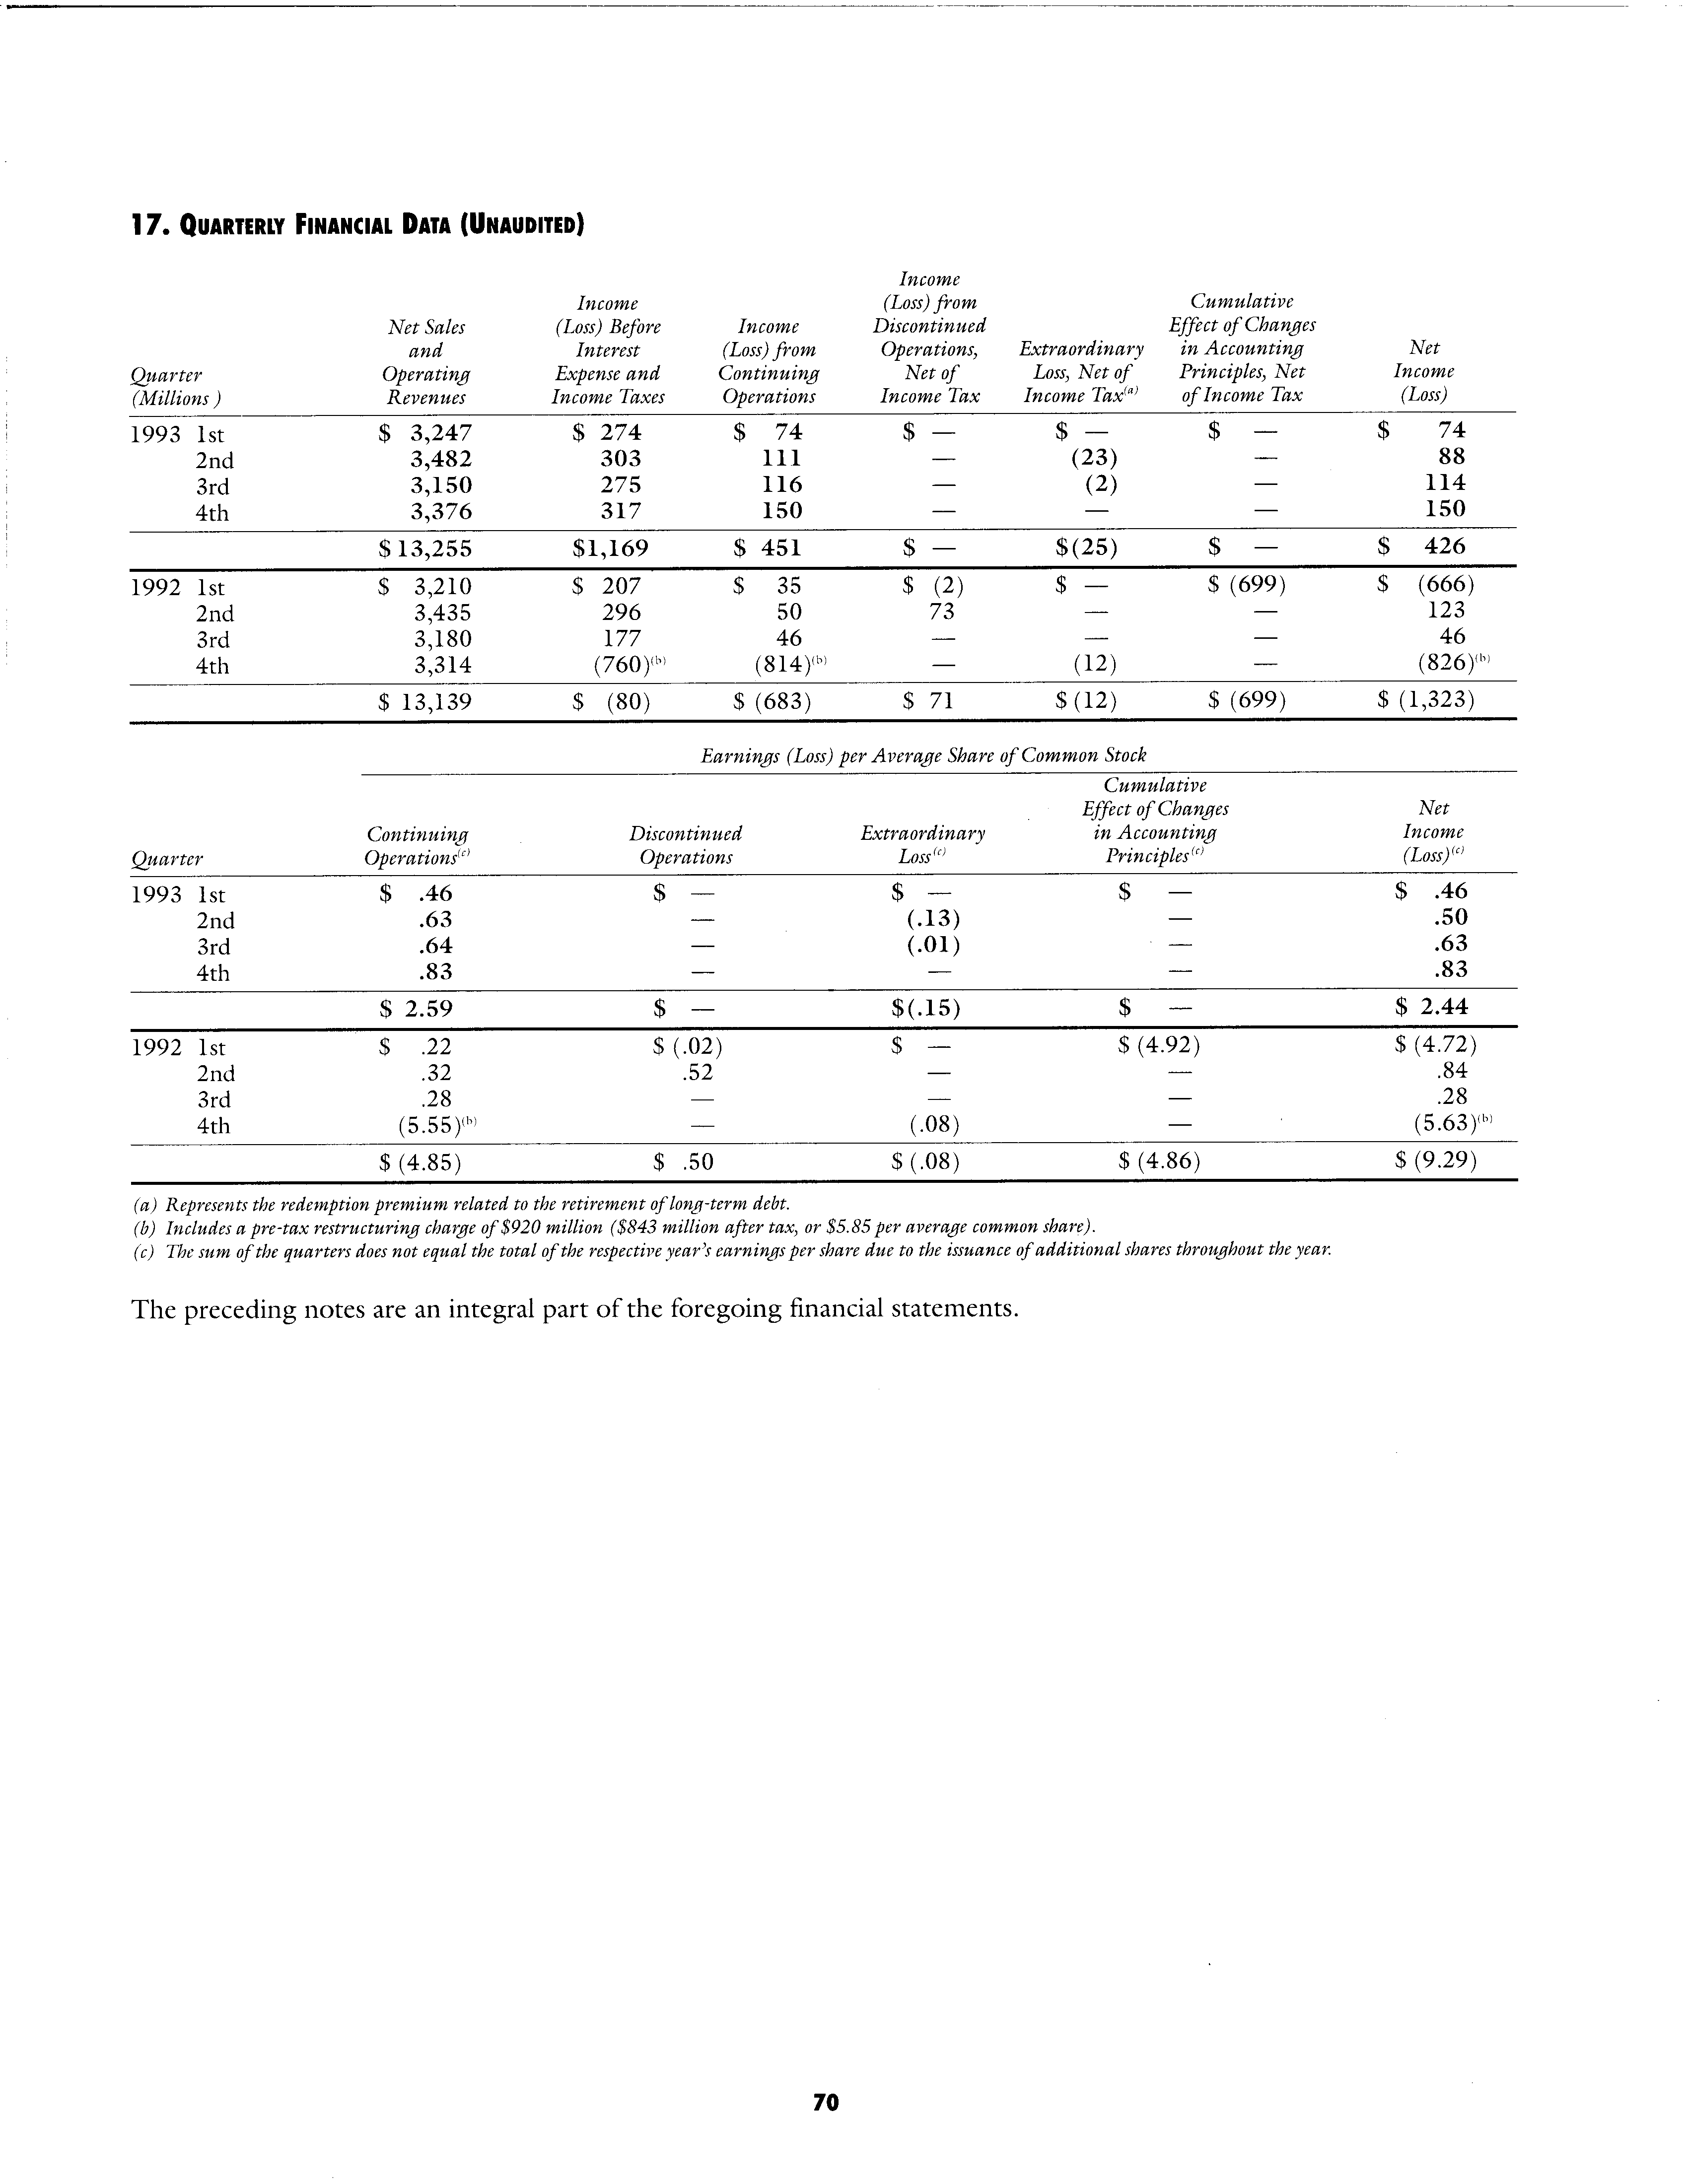 17. QUARTERLY FINANCIAL DATA (UNAUDITED)
Income
Income (Loss) from Cumulative
Net Sales (Loss) Before Income Discontinued Effect of Changes
and Interest (Loss) from Operations, Extraordinary in Accounting Net
Quarter Operating Expense and Continuing Net of Loss, Net of Principles, Net Income
(Millions ) Revenues Income Taxes Operations Income Tax Income Tax(a) of Income Tax (Loss)
1993 1st $ 3,247 $ 274 $ 74 $ — $ — $ — $ 74
2nd 3,482 303 111 — (23) — 88
3rd 3,150 275 116 — (2) — 114
4th 3,376 317 150 — — — 150
$ 13,255 $1,169 $ 451 $ — $(25) $ — $ 426
1992 1st $ 3,210 $ 207 $ 35 $ (2) $ — $ (699) $ (666)
2nd 3,435 296 50 73 — — 123
3rd 3,180 177 46 — — — 46
4th 3,314 (760)(b) (814)(b) — (12) — (826)(b)
$ 13,139 $ (80) $ (683) $ 71 $ (12) $ (699) $ (1,323)
Earnings (Loss) per Average Share of Common Stock
Cumulative
Effect of Changes Net
Continuing Discontinued Extraordinary in Accounting Income
Quarter Operations(c) Operations Loss(c) Principles(c) (Loss)(c)
1993 1st $ .46 $ — $ — $ — $ .46
2nd .63 — (.13) — .50
3rd .64 — (.01) — .63
4th .83 — — — .83
$ 2.59 $ — $(.15) $ — $ 2.44
1992 1st $ .22 $ (.02) $ — $ (4.92) $ (4.72)
2nd .32 .52 — — .84
3rd .28 — — — .28
4th (5.55)(b) — (.08) — (5.63)(b)
$ (4.85) $ .50 $ (.08) $ (4.86) $ (9.29)
(a) Represents the redemption premium related to the retirement of long-term debt.
(b) Includes a pre-tax restructuring charge of $920 million ($843 million after tax, or $5.85 per average common share).
(c) The sum of the quarters does not equal the total of the respective year's earnings per share due to the issuance of additional shares throughout the year.
The preceding notes are an integral part of the foregoing financial statements.
70